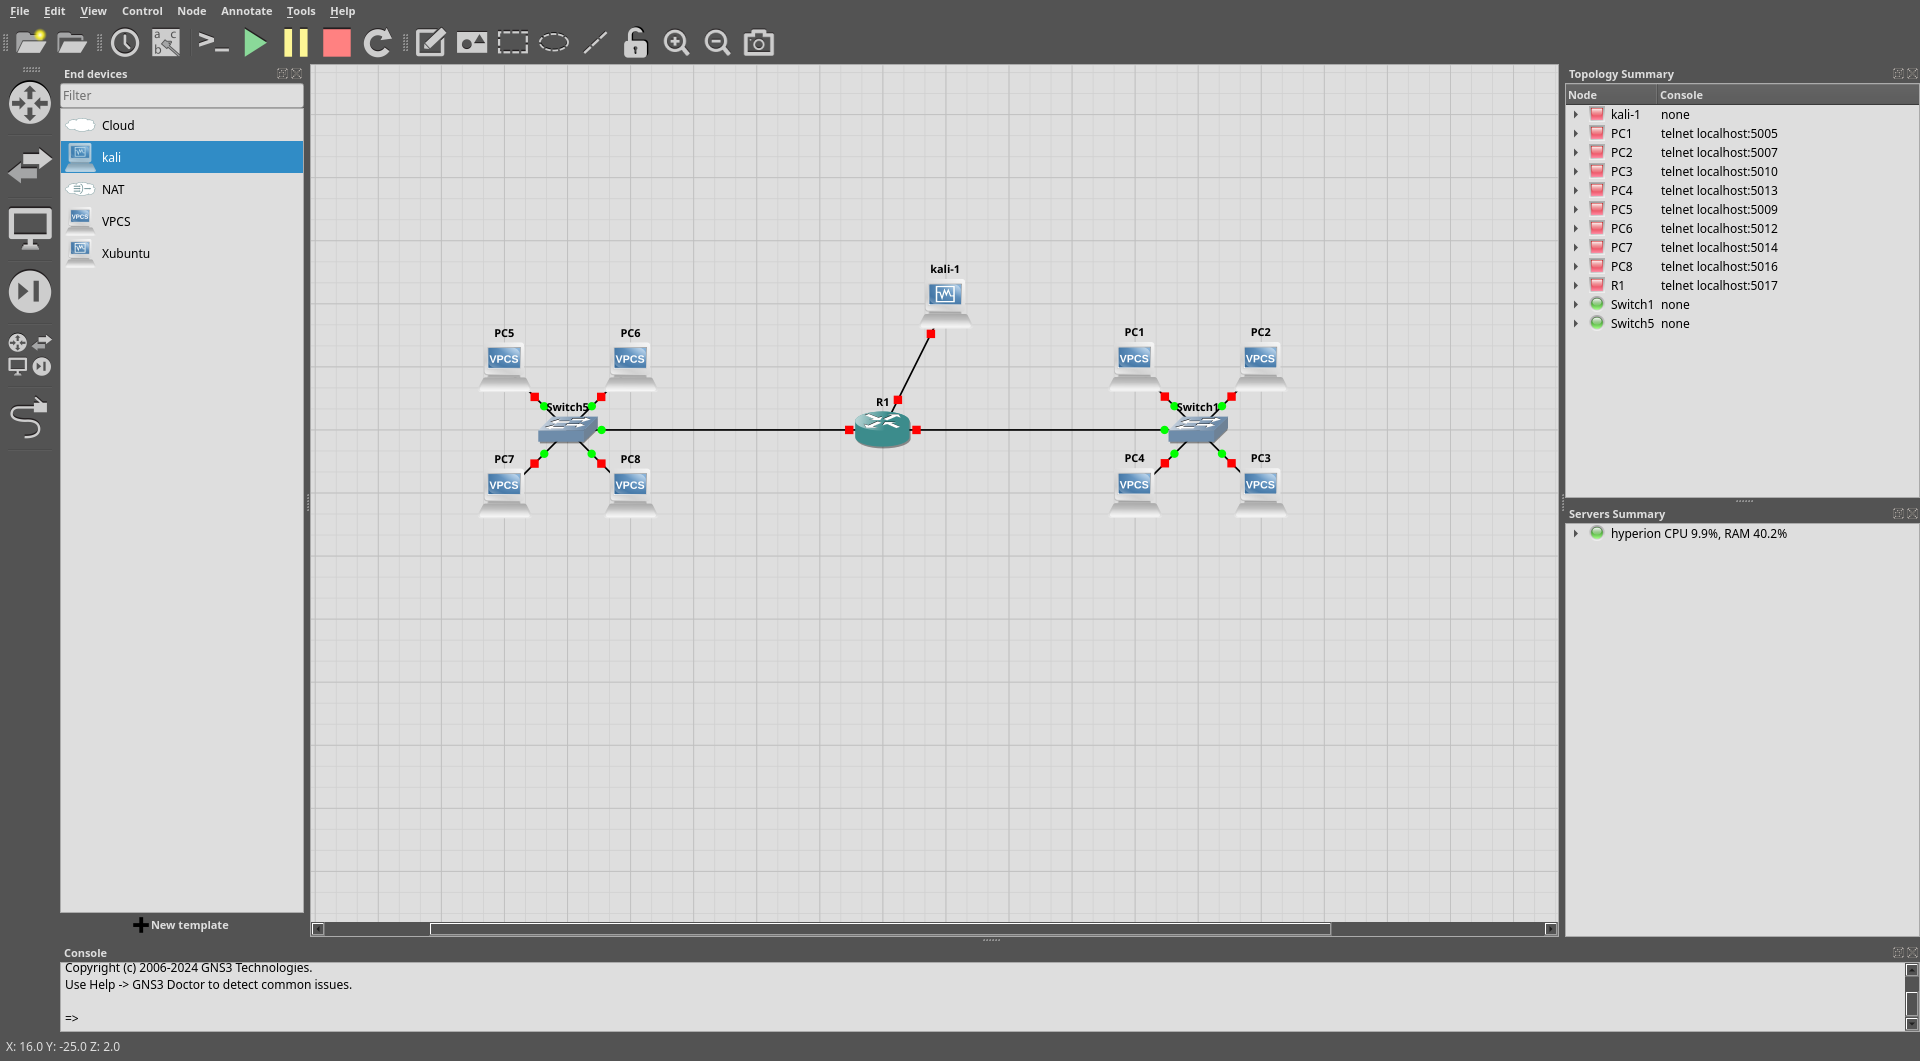 File Edit View Control Node Annotate Tools Help
a c
b
End devices
Filter
Cloud
kali
NAT
VPCS
VPCS
Xubuntu
New template
kali-1
PC5 PC6
VPCS VPCS
Switch5
PC7 PC8
VPCS VPCS
R1
PC1 PC2
VPCS VPCS
Switch1
PC4 PC3
VPCS VPCS
Topology Summary
Node Console
kali-1 none
PC1 telnet localhost:5005
PC2 telnet localhost:5007
PC3 telnet localhost:5010
PC4 telnet localhost:5013
PC5 telnet localhost:5009
PC6 telnet localhost:5012
PC7 telnet localhost:5014
PC8 telnet localhost:5016
R1 telnet localhost:5017
Switch1 none
Switch5 none
Servers Summary
hyperion CPU 9.9%, RAM 40.2%
Console
Copyright (c) 2006-2024 GNS3 Technologies.
Use Help -> GNS3 Doctor to detect common issues.
=>
X: 16.0 Y: -25.0 Z: 2.0